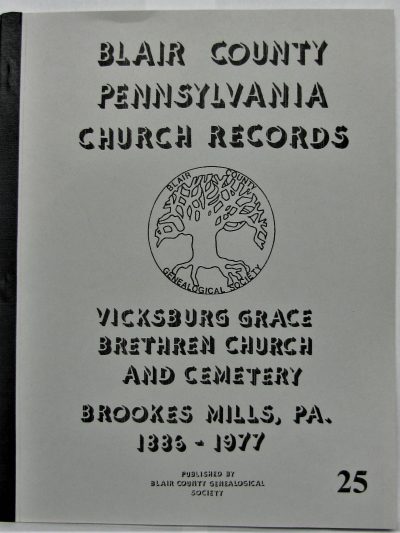 BLAIR COUNTY
PENNSYLVANIA
CHURCH RECORDS
BLAIR COUNTY
GENEALOGICAL SOCIETY
VICKSBURG GRACE
BRETHREN CHURCH
AND CEMETERY
BROOKES MILLS, PA.
1886 - 1977
PUBLISHED BY
BLAIR COUNTY GENEALOGICAL
SOCIETY
25